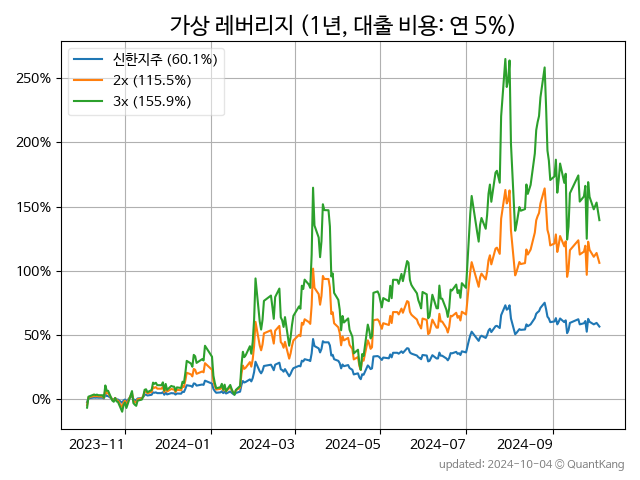 가상 레버리지 (1년, 대출 비용: 연 5%)
신한지주 (60.1%)
2x (115.5%)
3x (155.9%)
250%
200%
150%
100%
50%
0%
2023-11 2024-01 2024-03 2024-05 2024-07 2024-09
updated: 2024-10-04 © QuantKang